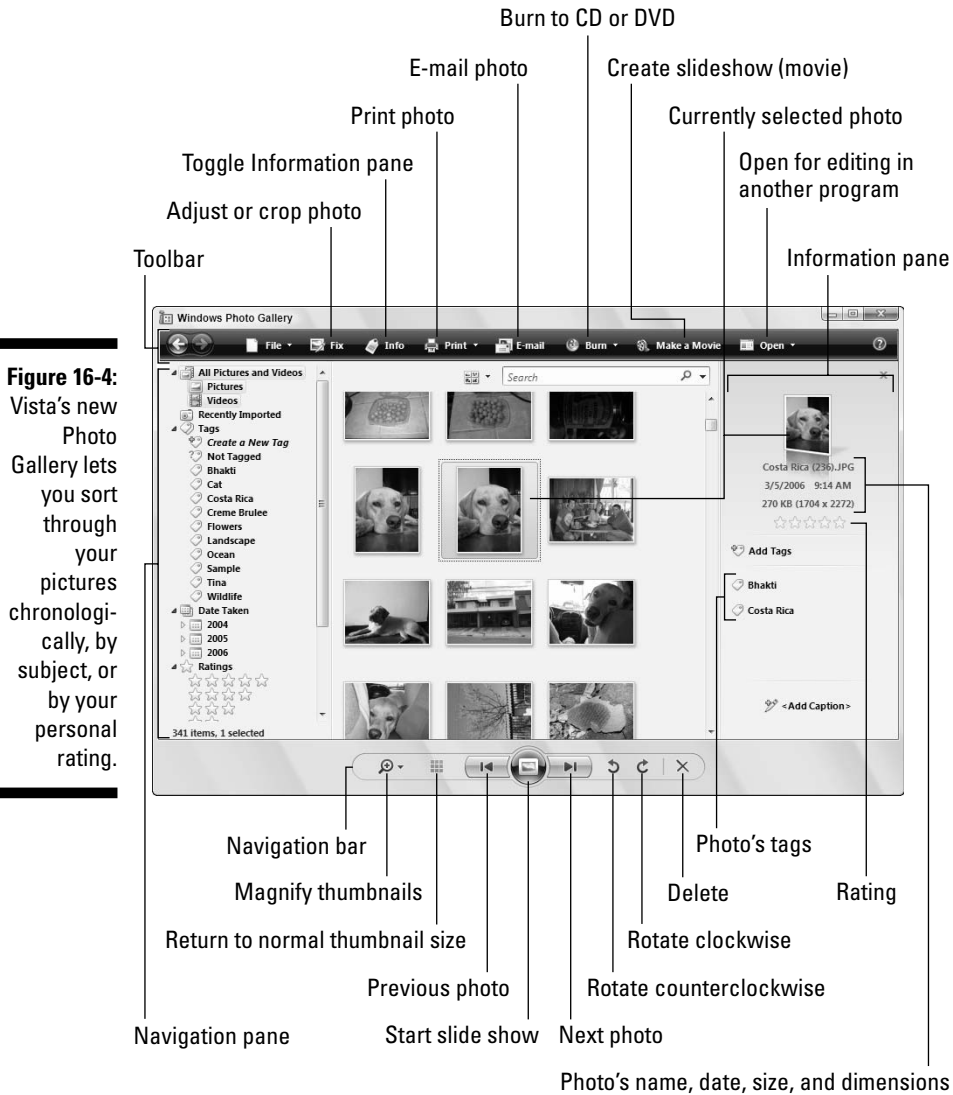 Burn to CD or DVD
E-mail photo
Create slideshow (movie)
Print photo
Currently selected photo
Toggle Information pane
Open for editing in
another program
Adjust or crop photo
Toolbar
Information pane
Figure 16-4:
Vista's new
Photo
Gallery lets
you sort
through
your
pictures
chronologi-
cally, by
subject, or
by your
personal
rating.
Windows Photo Gallery
File
Fix
Info
Print
E-mail
Burn
Make a Movie
Open
All Pictures and Videos
Pictures
Videos
Recently Imported
Tags
Create a New Tag
Not Tagged
Bhakti
Cat
Costa Rica
Creme Brulee
Flowers
Landscape
Ocean
Sample
Tina
Wildlife
Date Taken
2004
2005
2006
Ratings
341 items, 1 selected
Search
Costa Rica (236).JPG
3/5/2006 9:14 AM
270 KB (1704 x 2272)
Add Tags
Bhakti
Costa Rica
<Add Caption>
Navigation bar
Photo's tags
Magnify thumbnails
Delete
Rating
Return to normal thumbnail size
Rotate clockwise
Previous photo
Rotate counterclockwise
Navigation pane
Start slide show
Next photo
Photo's name, date, size, and dimensions